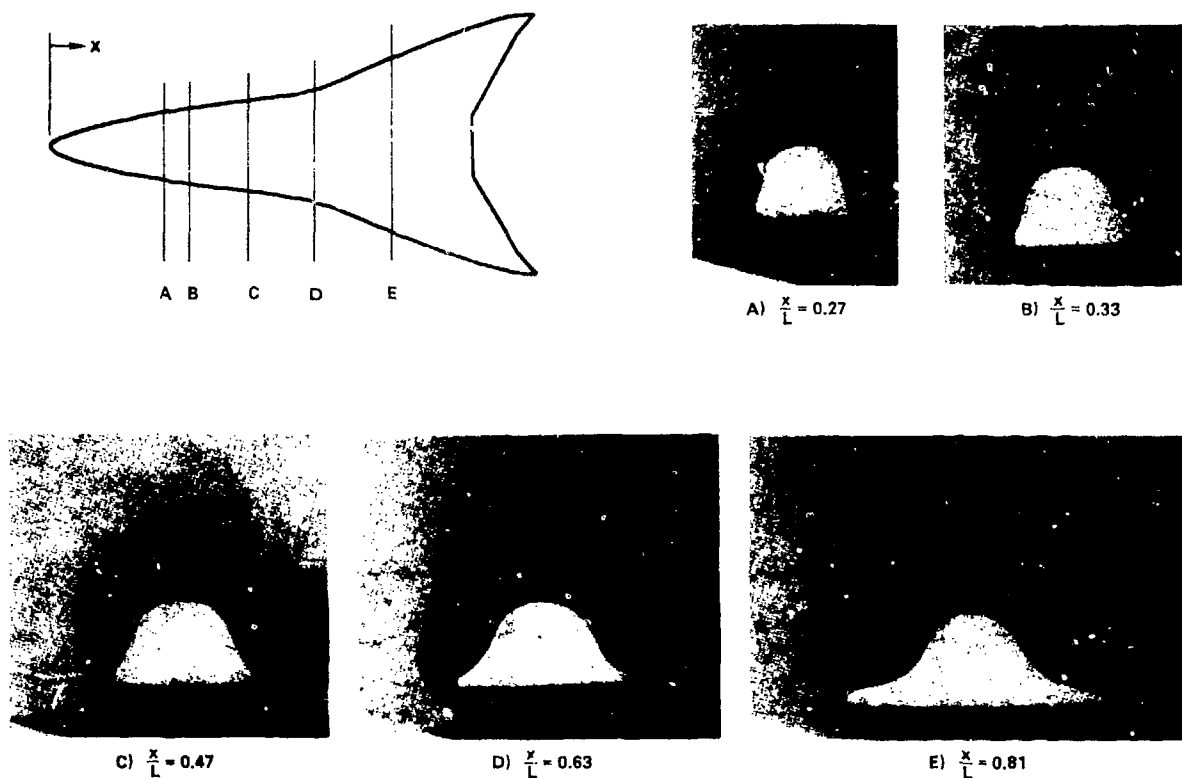 x
A B C D E
A) x/L = 0.27
B) x/L = 0.33
C) x/L = 0.47
D) x/L = 0.63
E) x/L = 0.81